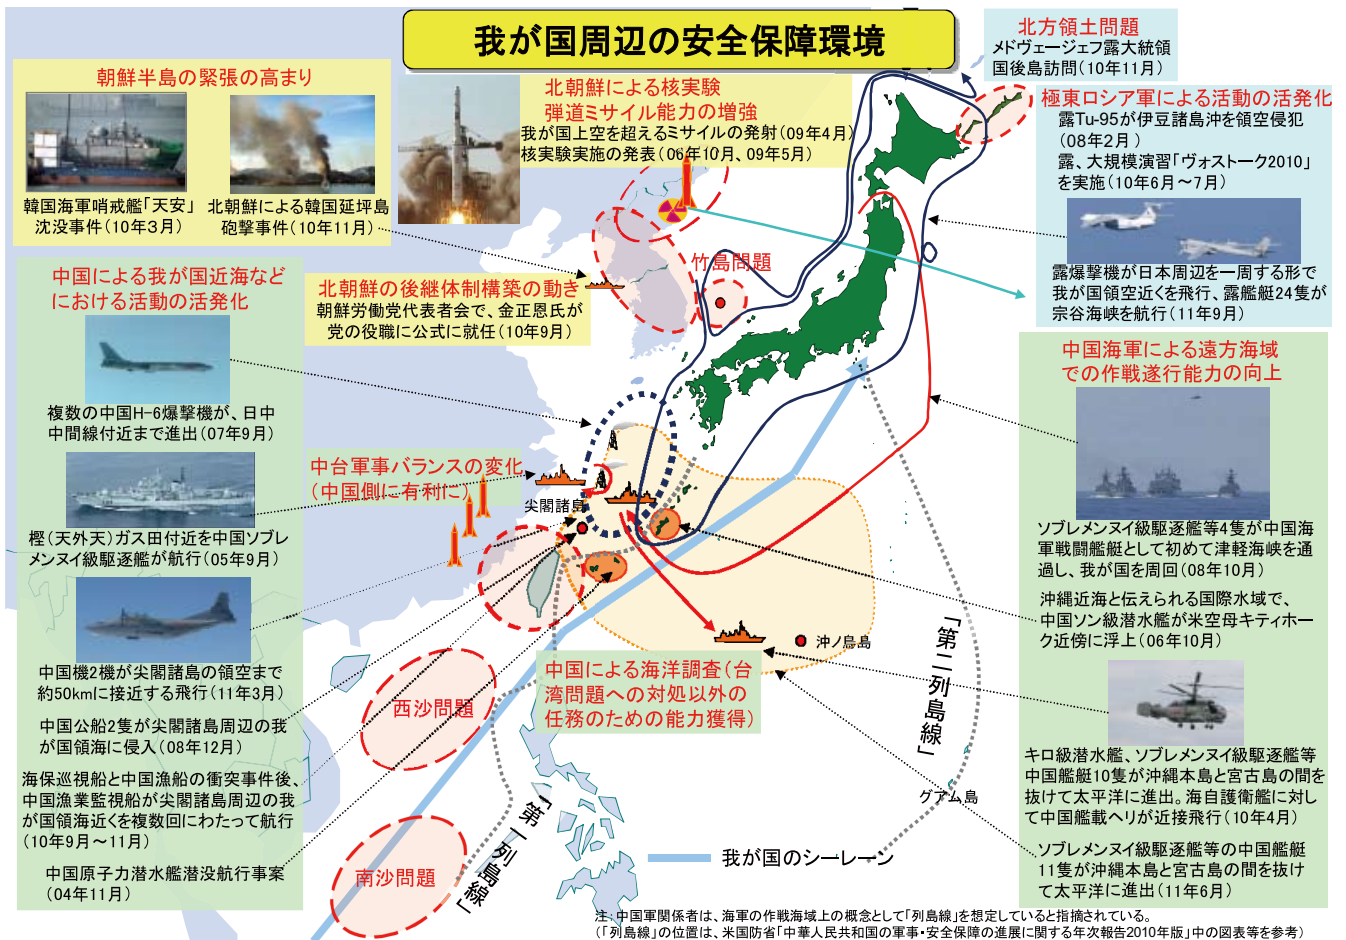 我が国周辺の安全保障環境
北方領土問題
メドヴェージェフ露大統領
国後島訪問(10年11月)
朝鮮半島の緊張の高まり
韓国海軍哨戒艦「天安」
沈没事件(10年3月)
北朝鮮による韓国延坪島
砲撃事件(10年11月)
北朝鮮による核実験
弾道ミサイル能力の増強
我が国上空を超えるミサイルの発射(09年4月)
核実験実施の発表(06年10月、09年5月)
極東ロシア軍による活動の活発化
露Tu-95が伊豆諸島沖を領空侵犯
(08年2月)
露、大規模演習「ヴォストーク2010」
を実施(10年6月~7月)
露爆撃機が日本周辺を一周する形で
我が国領空近くを飛行、露艦艇24隻が
宗谷海峡を航行(11年9月)
竹島問題
北朝鮮の後継体制構築の動き
朝鮮労働党代表者会で、金正恩氏が
党の役職に公式に就任(10年9月)
中国による我が国近海など
における活動の活発化
複数の中国H-6爆撃機が、日中
中間線付近まで進出(07年9月)
樫(天外天)ガス田付近を中国ソブレ
メンヌイ級駆逐艦が航行(05年9月)
中国機2機が尖閣諸島の領空まで
約50kmに接近する飛行(11年3月)
中国公船2隻が尖閣諸島周辺の我
が国領海に侵入(08年12月)
海保巡視船と中国漁船の衝突事件後、
中国漁業監視船が尖閣諸島周辺の我
が国領海近くを複数回にわたって航行
(10年9月~11月)
中国原子力潜水艦潜没航行事案
(04年11月)
中台軍事バランスの変化
(中国側に有利に)
尖閣諸島
中国海軍による遠方海域
での作戦遂行能力の向上
ソブレメンヌイ級駆逐艦等4隻が中国海
軍戦闘艦艇として初めて津軽海峡を通
過し、我が国を周回(08年10月)
沖縄近海と伝えられる国際水域で、
中国ソン級潜水艦が米空母キティホー
ク近傍に浮上(06年10月)
キロ級潜水艦、ソブレメンヌイ級駆逐艦等
中国艦艇10隻が沖縄本島と宮古島の間を
抜けて太平洋に進出。海自護衛艦に対し
て中国艦載ヘリが近接飛行(10年4月)
ソブレメンヌイ級駆逐艦等の中国艦艇
11隻が沖縄本島と宮古島の間を抜け
て太平洋に進出(11年6月)
沖ノ鳥島
中国による海洋調査(台
湾問題への対処以外の
任務のための能力獲得)
西沙問題
南沙問題
「第一列島線」
「第二列島線」
グアム島
我が国のシーレーン
注:中国軍関係者は、海軍の作戦海域上の概念として「列島線」を想定していると指摘されている。
(「列島線」の位置は、米国防省「中華人民共和国の軍事・安全保障の進展に関する年次報告2010年版」中の図表等を参考)